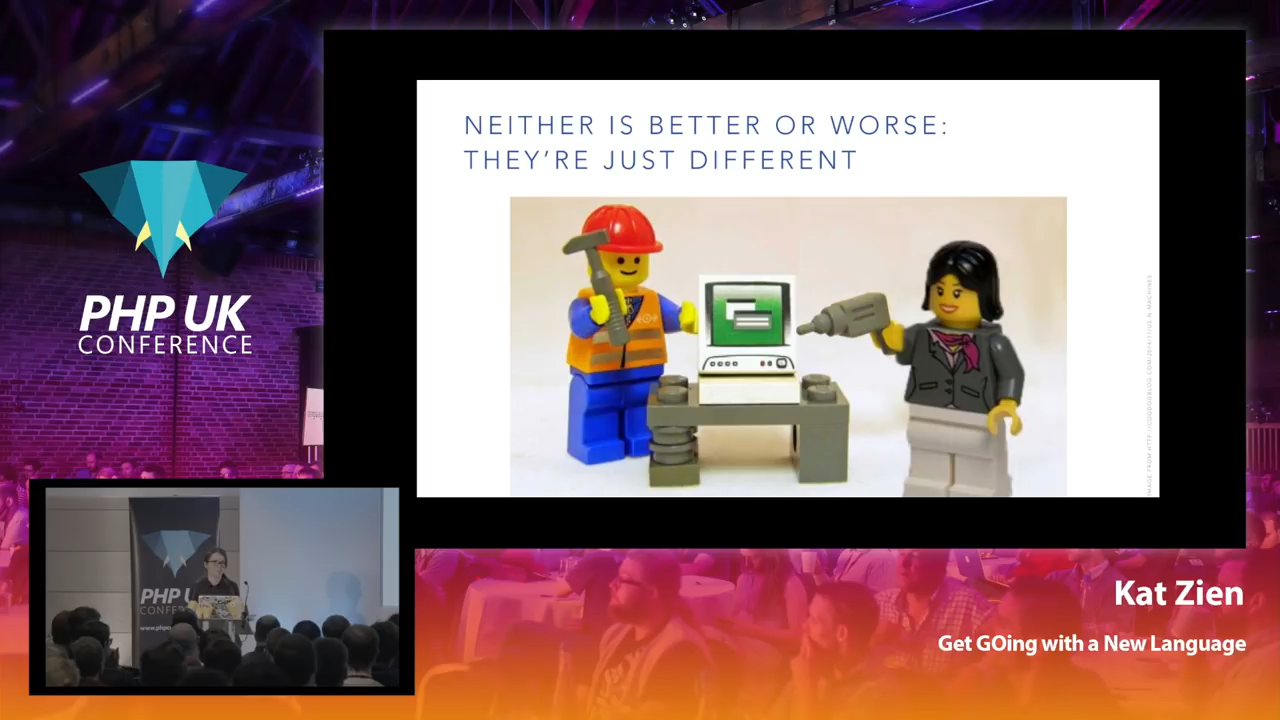 NEITHER IS BETTER OR WORSE:
THEY'RE JUST DIFFERENT
PHP UK
CONFERENCE
Kat Zien
Get GOing with a New Language